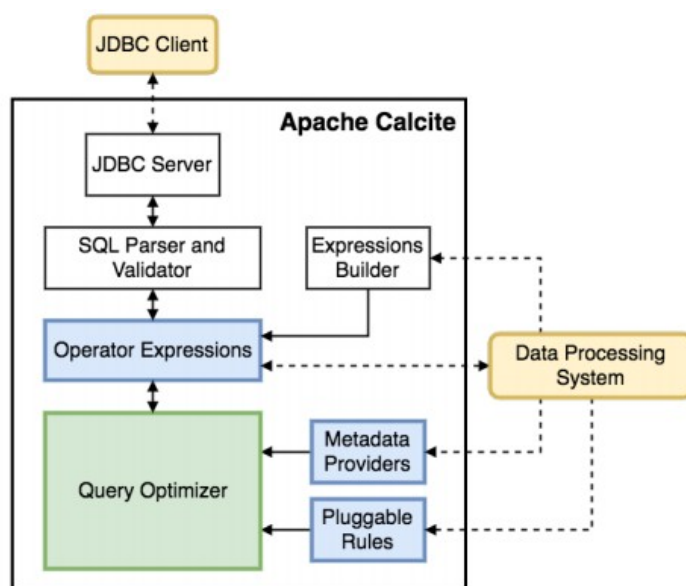 JDBC Client
Apache Calcite
JDBC Server
SQL Parser and
Validator
Expressions
Builder
Operator Expressions
Data Processing
System
Metadata
Providers
Query Optimizer
Pluggable
Rules